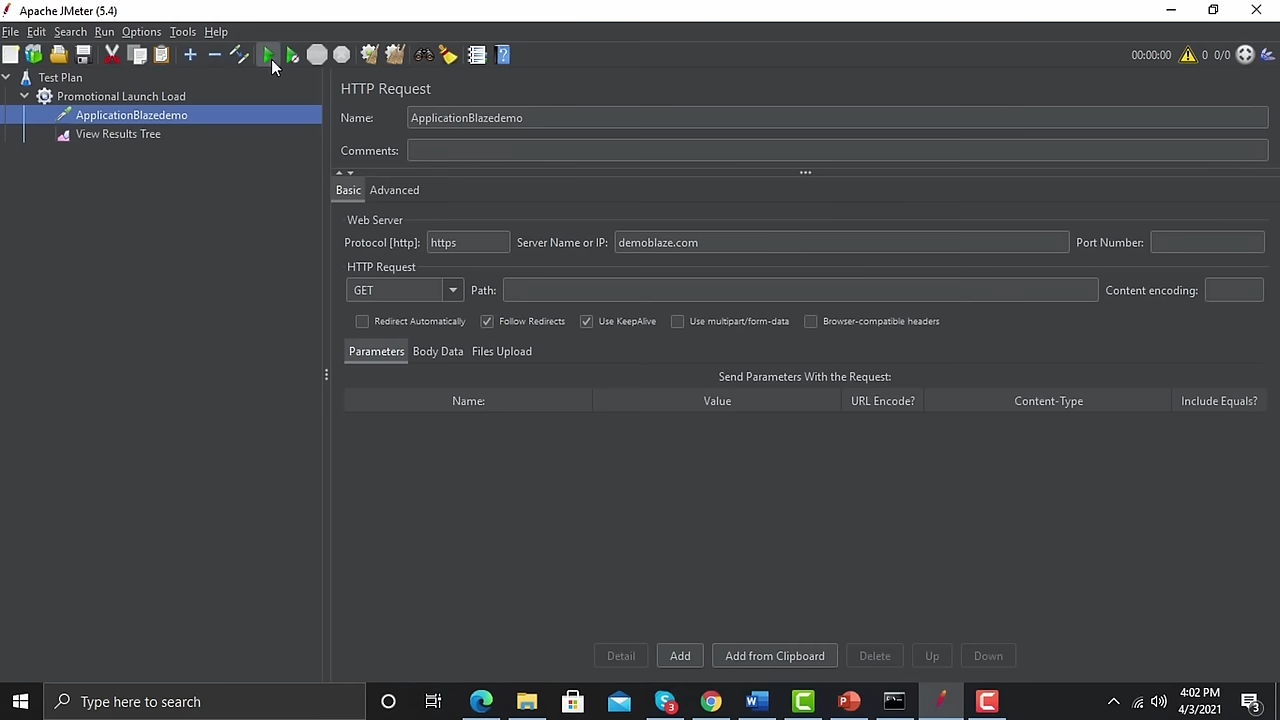 Apache JMeter (5.4)
File Edit Search Run Options Tools Help
00:00:00 0 0/0
Test Plan
Promotional Launch Load
ApplicationBlazedemo
View Results Tree
HTTP Request
Name: ApplicationBlazedemo
Comments:
Basic Advanced
Web Server
Protocol [http]: https Server Name or IP: demoblaze.com Port Number:
HTTP Request
GET Path: Content encoding:
Redirect Automatically Follow Redirects Use KeepAlive Use multipart/form-data Browser-compatible headers
Parameters Body Data Files Upload
Send Parameters With the Request:
Name: Value URL Encode? Content-Type Include Equals?
Detail Add Add from Clipboard Delete Up Down
Type here to search
3
4:02 PM
4/3/2021
3